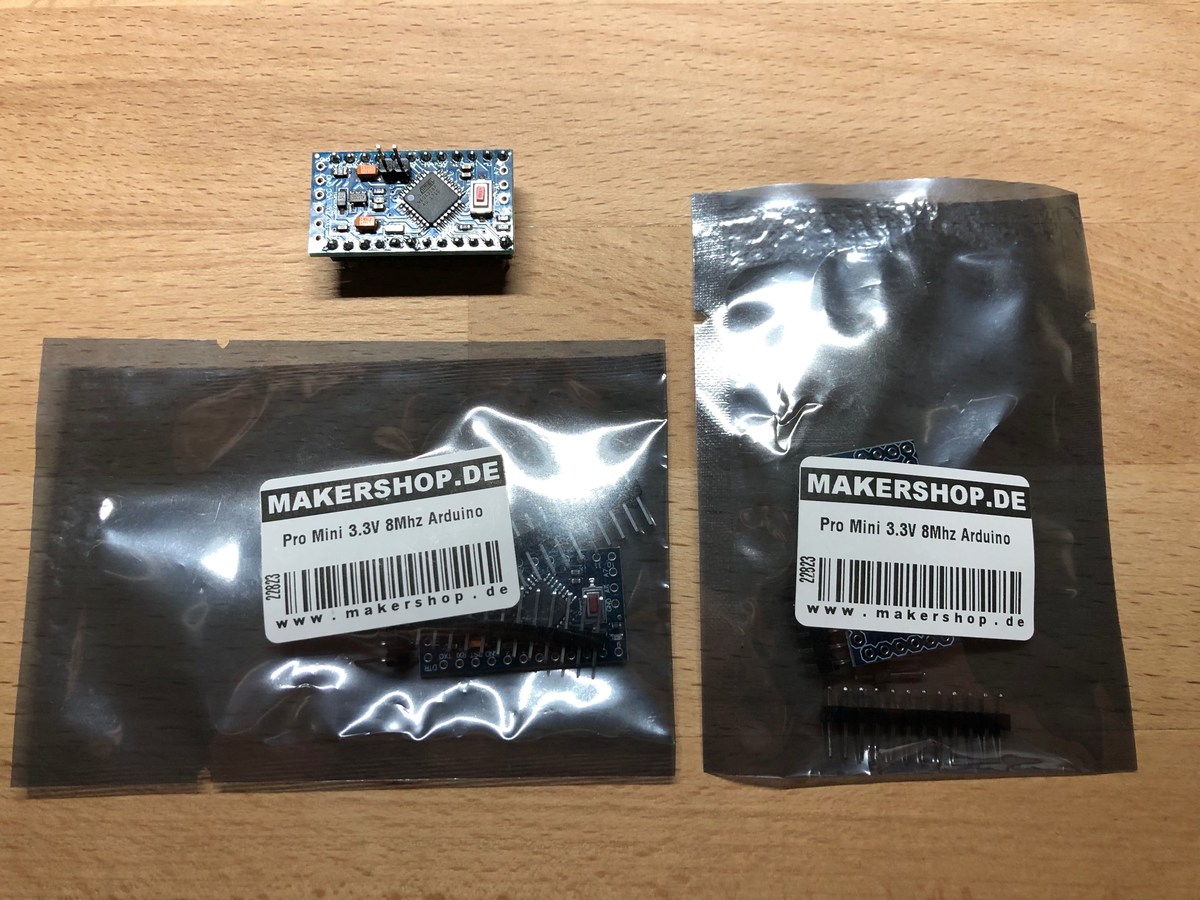 MAKERSHOP.DE
Pro Mini 3.3V 8Mhz Arduino
22823
www.makershop.de
MAKERSHOP.DE
Pro Mini 3.3V 8Mhz Arduino
22823
www.makershop.de